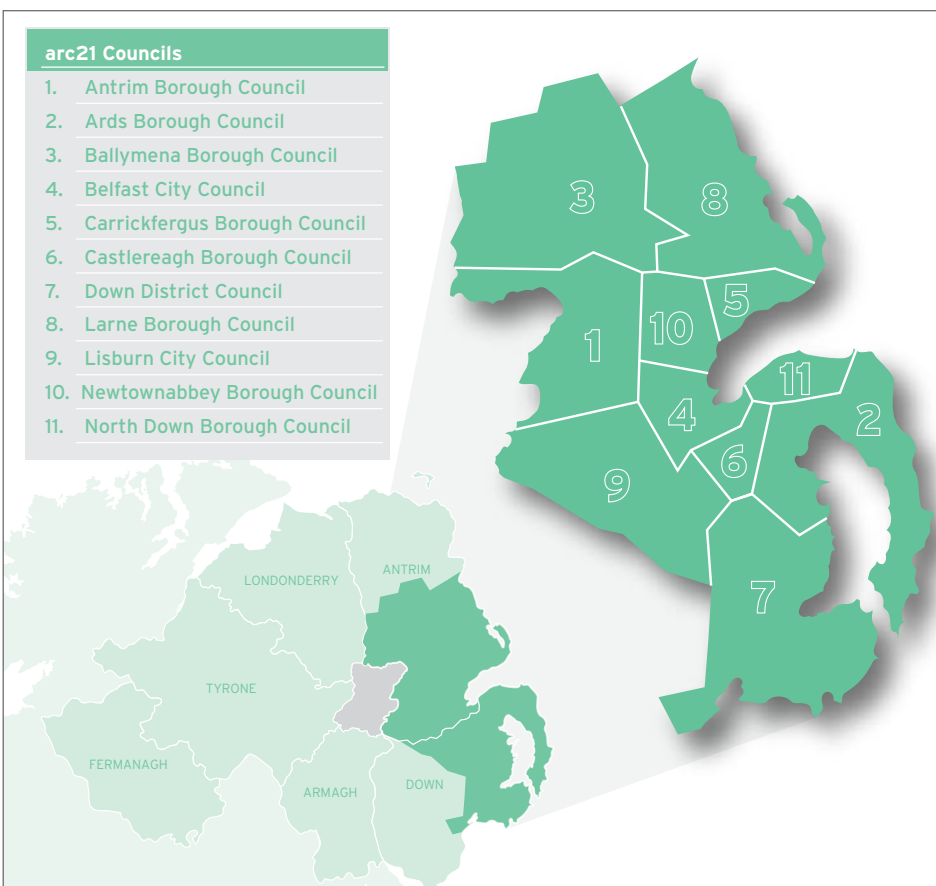 arc21 Councils
1. Antrim Borough Council
2. Ards Borough Council
3. Ballymena Borough Council
4. Belfast City Council
5. Carrickfergus Borough Council
6. Castlereagh Borough Council
7. Down District Council
8. Larne Borough Council
9. Lisburn City Council
10. Newtownabbey Borough Council
11. North Down Borough Council
3
8
5
10
1
11
4
2
6
9
7
ANTRIM
LONDONDERRY
TYRONE
FERMANAGH
DOWN
ARMAGH